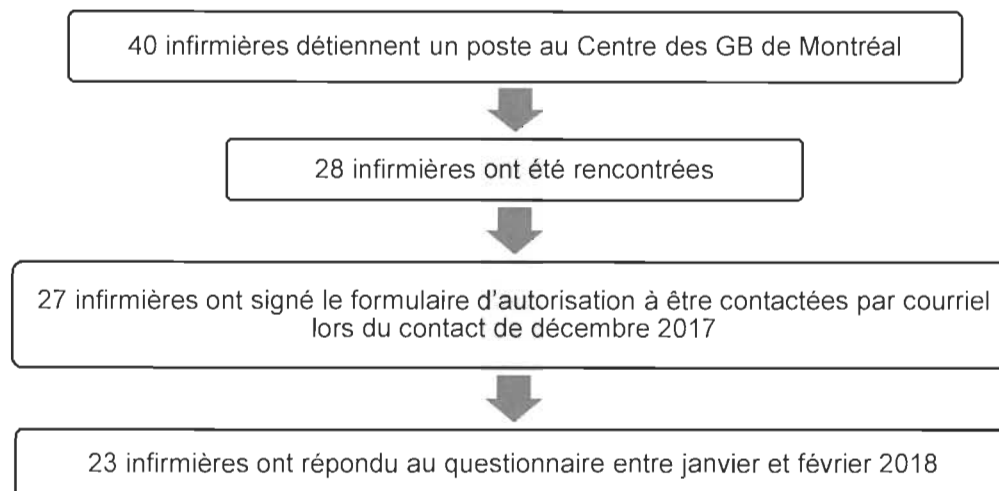 40 infirmières détiennent un poste au Centre des GB de Montréal
28 infirmières ont été rencontrées
27 infirmières ont signé le formulaire d'autorisation à être contactées par courriel
lors du contact de décembre 2017
23 infirmières ont répondu au questionnaire entre janvier et février 2018